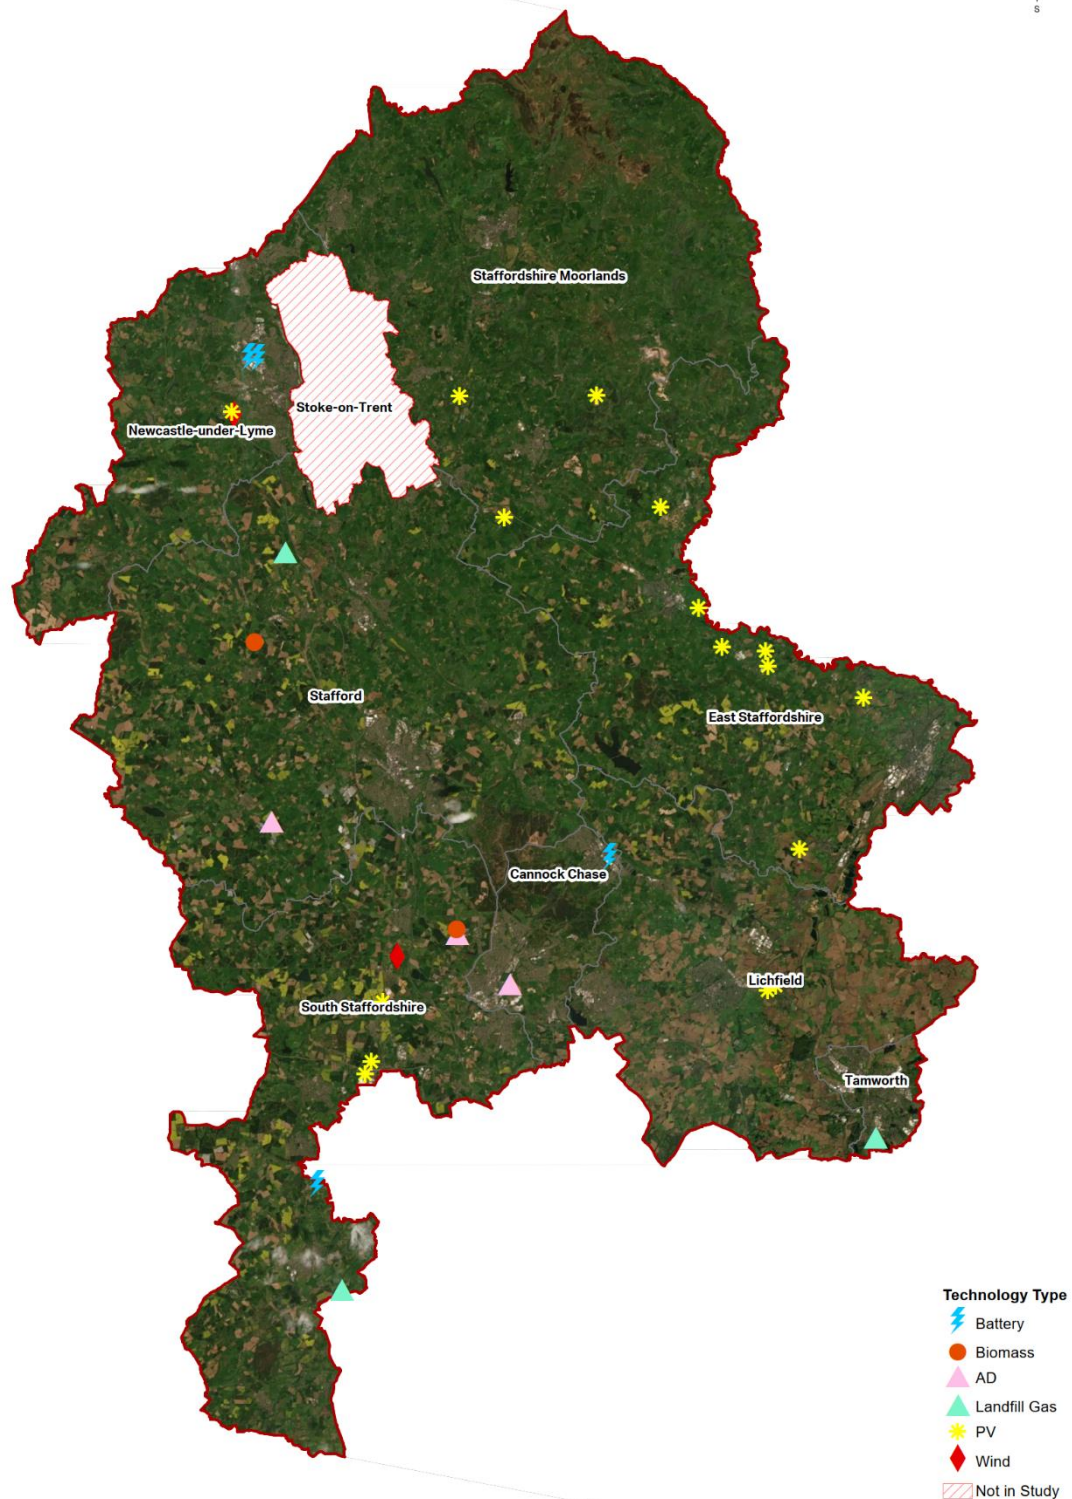 S
Staffordshire Moorlands
Stoke-on-Trent
Newcastle-under-Lyme
Stafford
East Staffordshire
Cannock Chase
Lichfield
South Staffordshire
Tamworth
Technology Type
Battery
Biomass
AD
Landfill Gas
PV
Wind
Not in Study